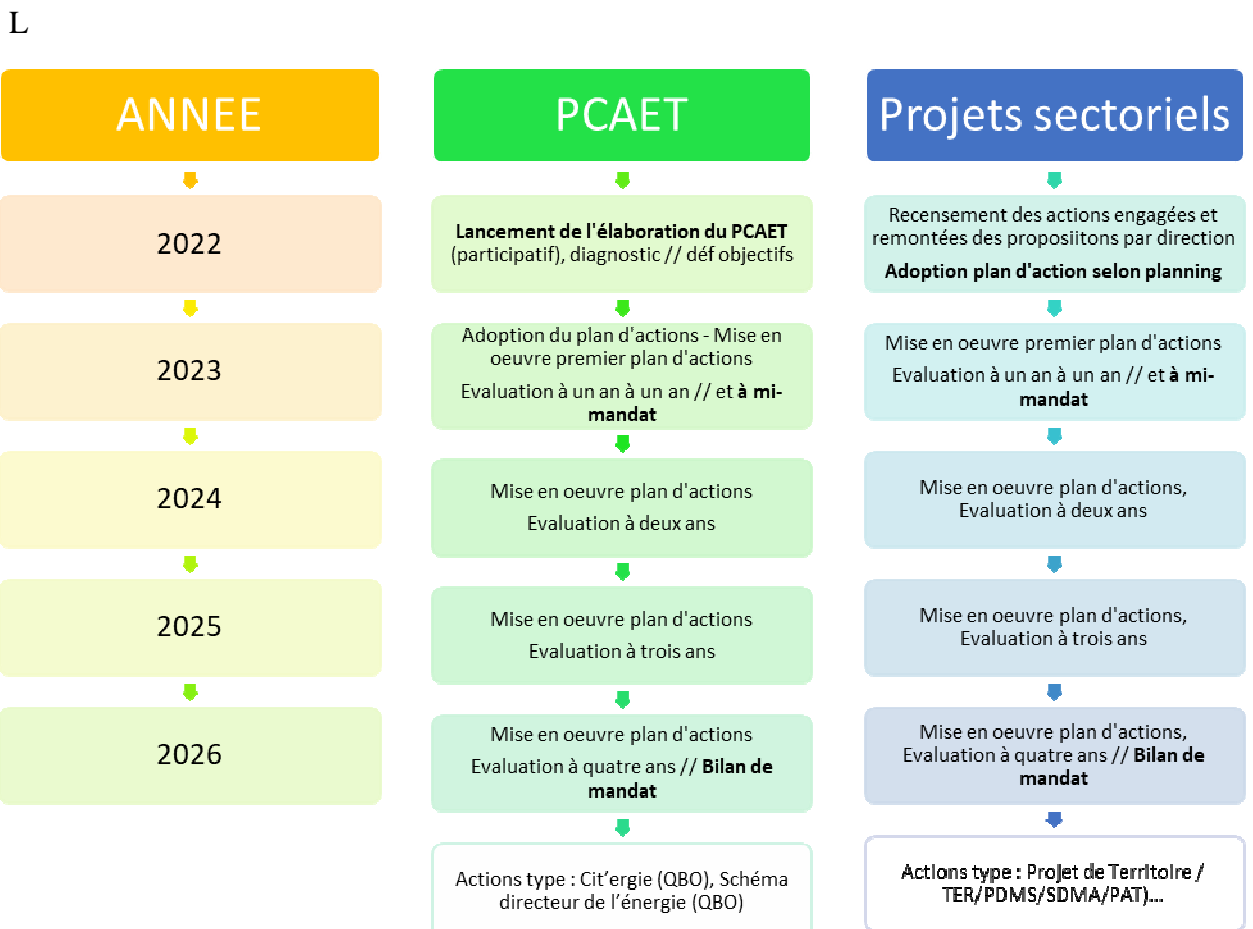 L
ANNEE
PCAET
Projets sectoriels
2022
Lancement de l'élaboration du PCAET
(participatif), diagnostic // déf objectifs
Recensement des actions engagées et
remontées des proposiitons par direction
Adoption plan d'action selon planning
2023
Adoption du plan d'actions - Mise en
oeuvre premier plan d'actions
Evaluation à un an à un an // et à mi-
mandat
Mise en oeuvre premier plan d'actions
Evaluation à un an à un an // et à mi-
mandat
2024
Mise en oeuvre plan d'actions
Evaluation à deux ans
Mise en oeuvre plan d'actions,
Evaluation à deux ans
2025
Mise en oeuvre plan d'actions
Evaluation à trois ans
Mise en oeuvre plan d'actions,
Evaluation à trois ans
2026
Mise en oeuvre plan d'actions
Evaluation à quatre ans // Bilan de
mandat
Mise en oeuvre plan d'actions,
Evaluation à quatre ans // Bilan de
mandat
Actions type : Cit’ergie (QBO), Schéma
directeur de l’énergie (QBO)
Actions type : Projet de Territoire /
TER/PDMS/SDMA/PAT)...